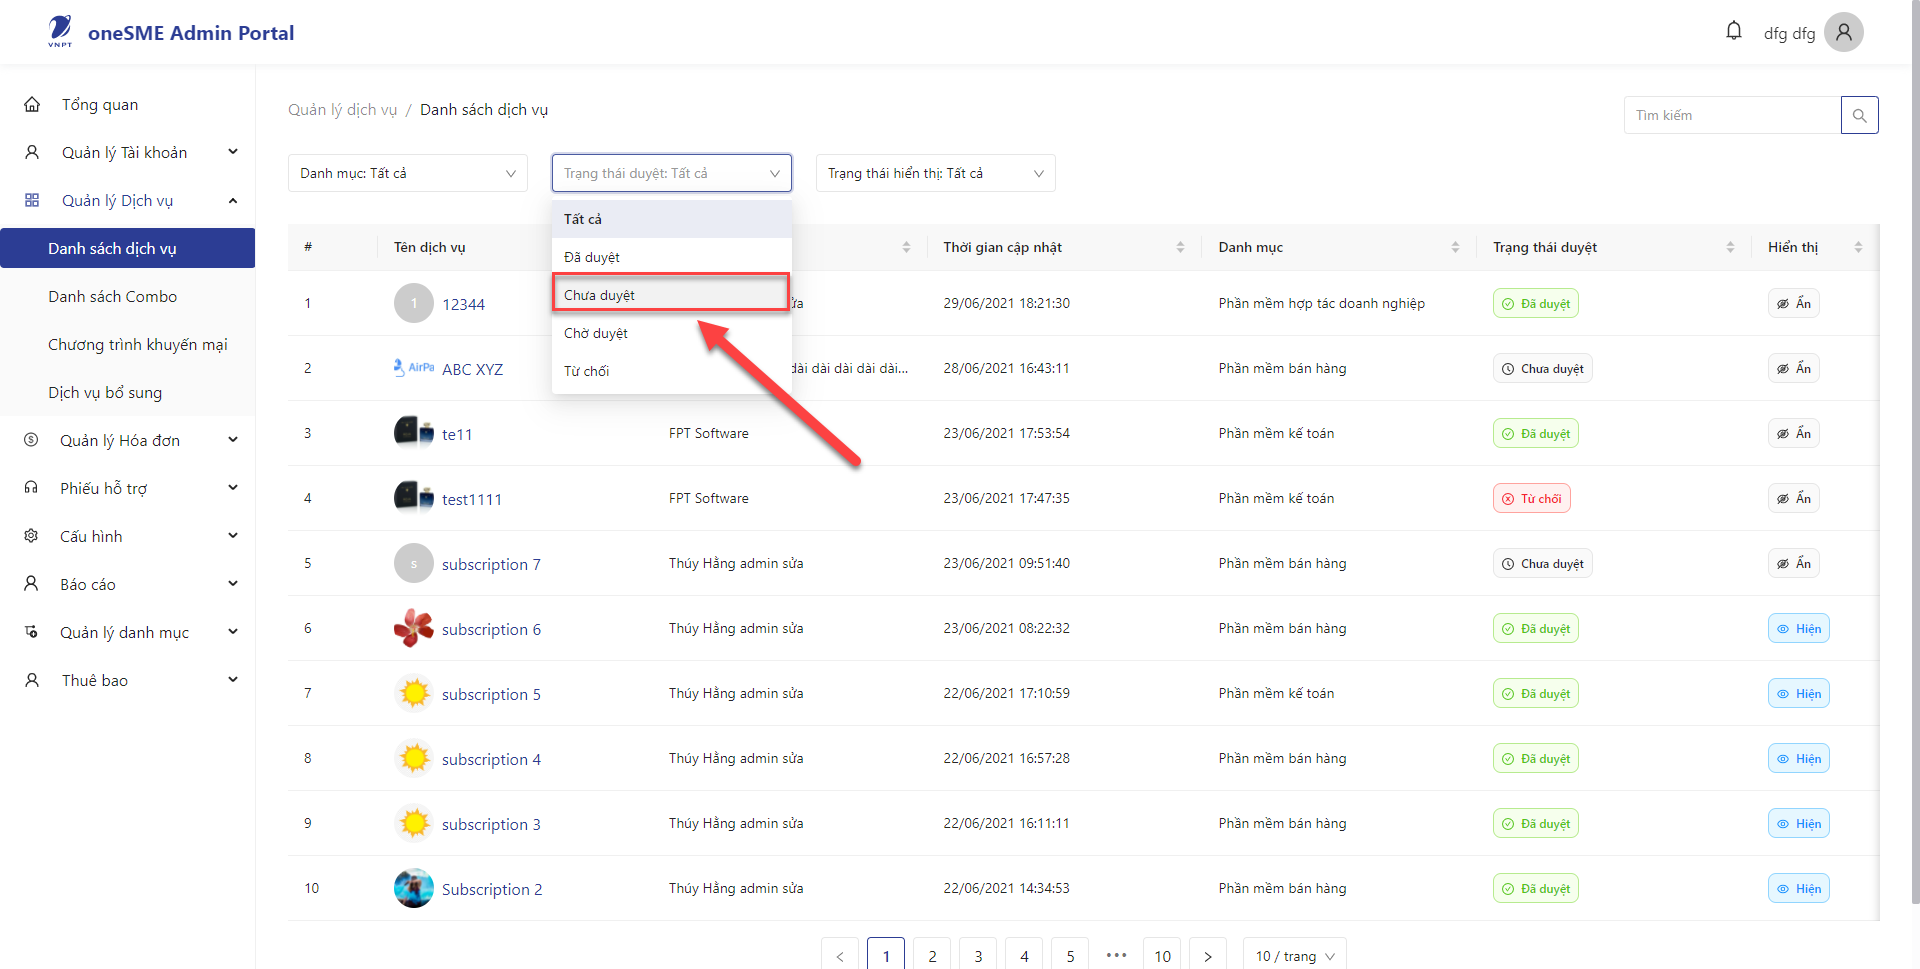 VNPT
oneSME Admin Portal
dfg dfg
Tổng quan
Quản lý Tài khoản
Quản lý Dịch vụ
Danh sách dịch vụ
Danh sách Combo
Chương trình khuyến mại
Dịch vụ bổ sung
Quản lý Hóa đơn
Phiếu hỗ trợ
Cấu hình
Báo cáo
Quản lý danh mục
Thuê bao
Quản lý dịch vụ / Danh sách dịch vụ
Tìm kiếm
Danh mục: Tất cả
Trạng thái duyệt: Tất cả
Trạng thái hiển thị: Tất cả
Tất cả
Đã duyệt
Chưa duyệt
Chờ duyệt
Từ chối
# Tên dịch vụ Thời gian cập nhật Danh mục Trạng thái duyệt Hiển thị
1 1 12344 29/06/2021 18:21:30 Phần mềm hợp tác doanh nghiệp Đã duyệt Ẩn
2 AirPa ABC XYZ dài dài dài dài dài... 28/06/2021 16:43:11 Phần mềm bán hàng Chưa duyệt Ẩn
3 te11 FPT Software 23/06/2021 17:53:54 Phần mềm kế toán Đã duyệt Ẩn
4 test1111 FPT Software 23/06/2021 17:47:35 Phần mềm kế toán Từ chối Ẩn
5 s subscription 7 Thúy Hằng admin sửa 23/06/2021 09:51:40 Phần mềm bán hàng Chưa duyệt Ẩn
6 subscription 6 Thúy Hằng admin sửa 23/06/2021 08:22:32 Phần mềm bán hàng Đã duyệt Hiện
7 subscription 5 Thúy Hằng admin sửa 22/06/2021 17:10:59 Phần mềm kế toán Đã duyệt Hiện
8 subscription 4 Thúy Hằng admin sửa 22/06/2021 16:57:28 Phần mềm bán hàng Đã duyệt Hiện
9 subscription 3 Thúy Hằng admin sửa 22/06/2021 16:11:11 Phần mềm bán hàng Đã duyệt Hiện
10 Subscription 2 Thúy Hằng admin sửa 22/06/2021 14:34:53 Phần mềm bán hàng Đã duyệt Hiện
< 1 2 3 4 5 ••• 10 > 10 / trang